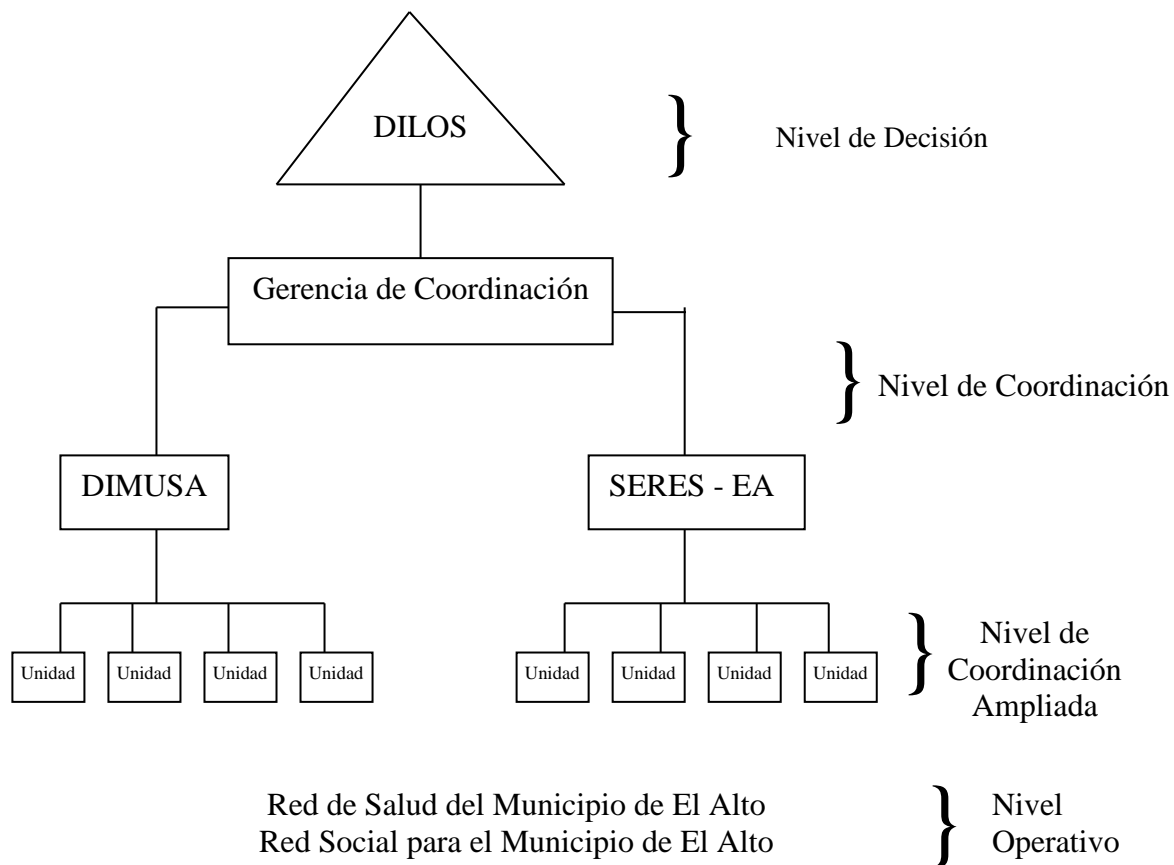 DILOS
Nivel de Decisión
Gerencia de Coordinación
Nivel de Coordinación
DIMUSA
SERES - EA
Unidad
Unidad
Unidad
Unidad
Unidad
Unidad
Unidad
Unidad
Nivel de
Coordinación
Ampliada
Red de Salud del Municipio de El Alto
Red Social para el Municipio de El Alto
Nivel
Operativo